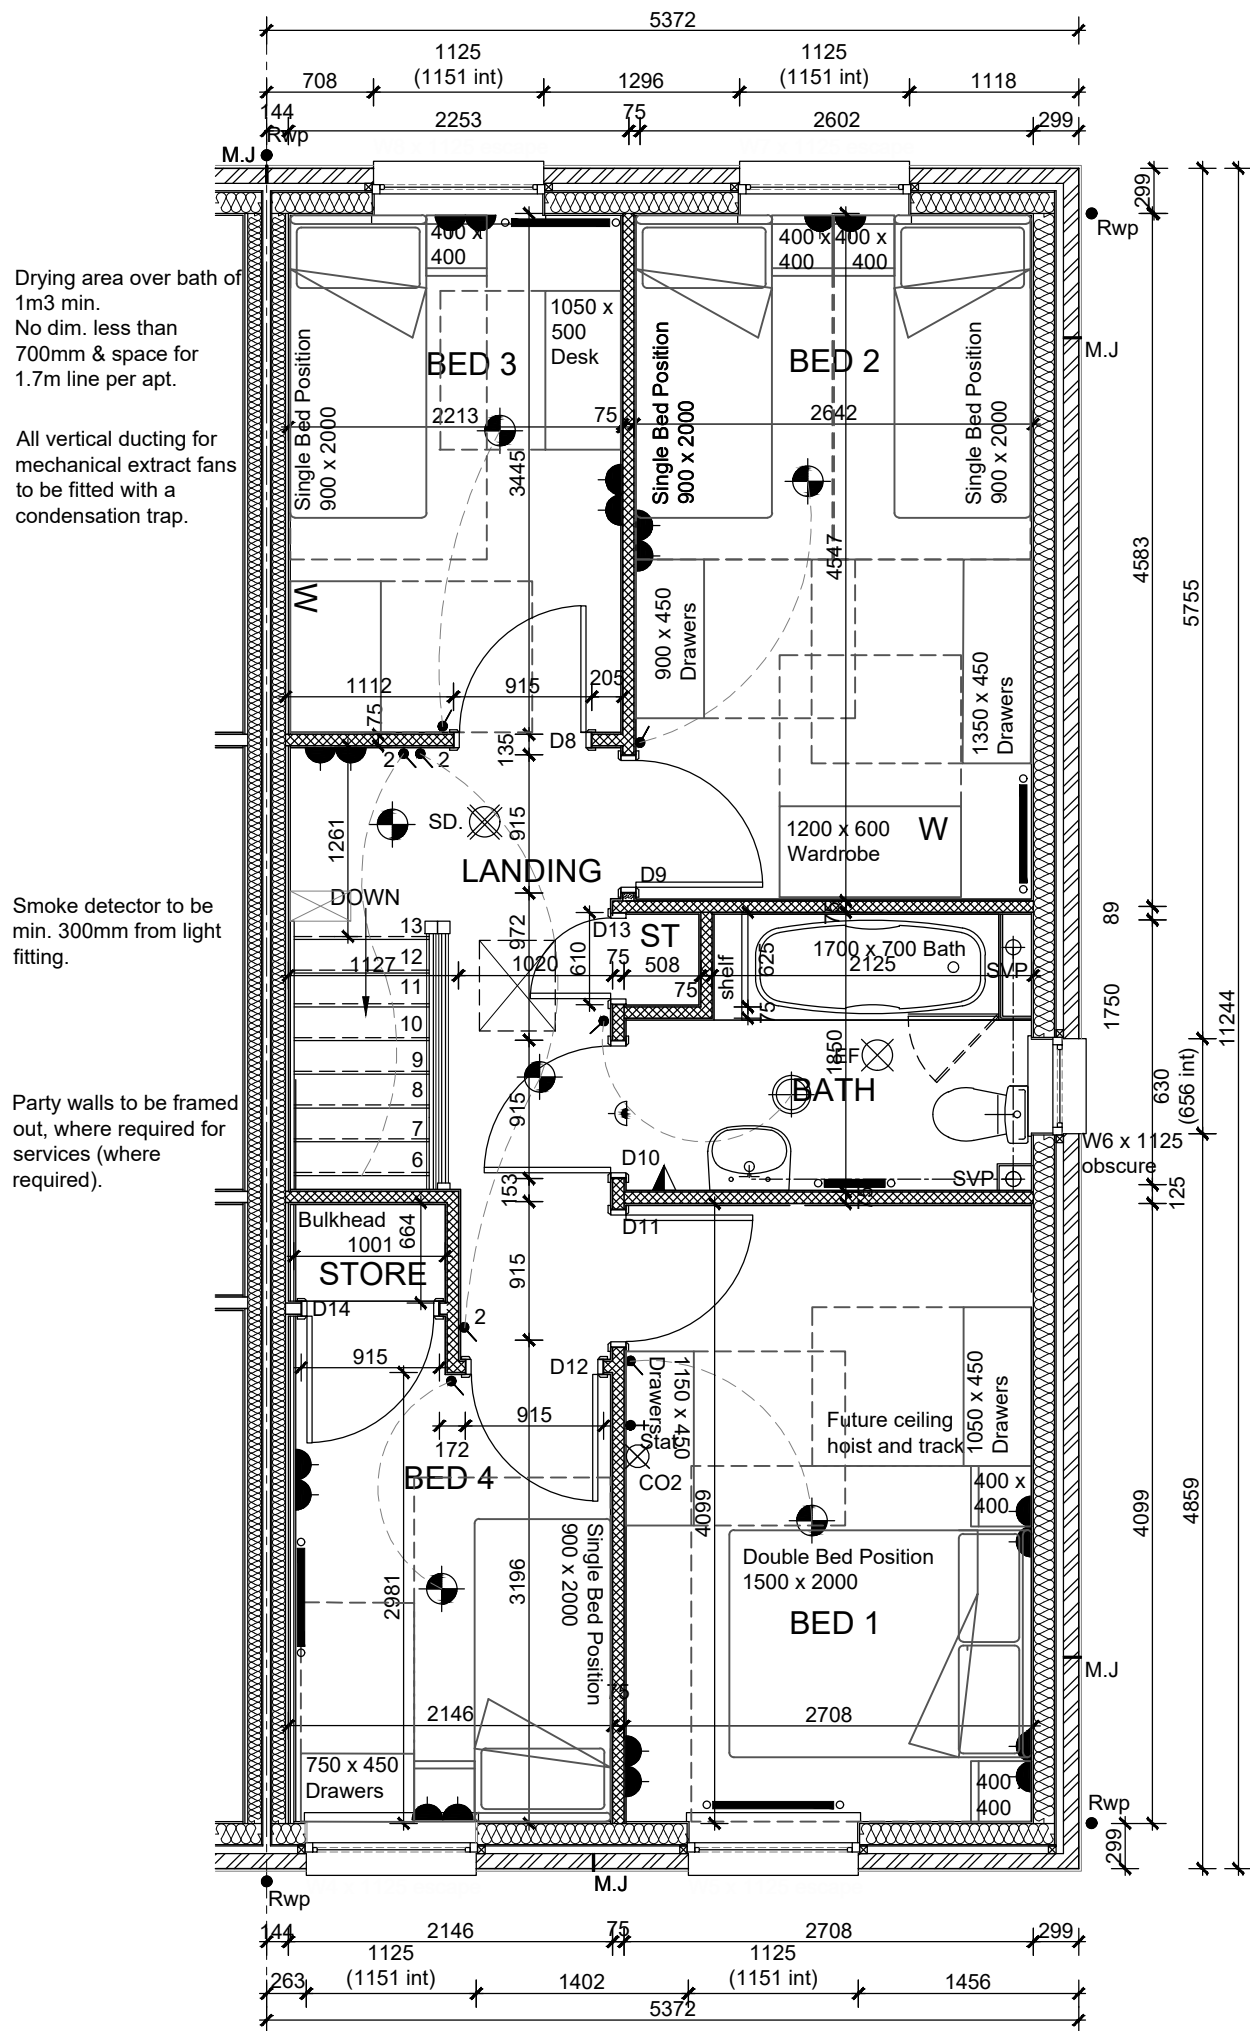 5372
1125
(1151 int)
1125
(1151 int)
708
1296
1118
144
2253
75
2602
299
Rwp
M.J
299
Rwp
Drying area over bath of
1m3 min.
No dim. less than
700mm & space for
1.7m line per apt.
All vertical ducting for
mechanical extract fans
to be fitted with a
condensation trap.
400 x
400
1050 x
500
Desk
BED 3
Single Bed Position
900 x 2000
2213
75
3445
400 x
400
400 x
400
BED 2
Single Bed Position
900 x 2000
2642
Single Bed Position
900 x 2000
M.J
4547
4583
5755
W
900 x 450
Drawers
1350 x 450
Drawers
1112
915
205
75
D8
135
2
2
SD.
1261
915
LANDING
1200 x 600
Wardrobe
W
D9
DOWN
Smoke detector to be
min. 300mm from light
fitting.
75
89
13
12
11
10
9
8
7
6
972
D13
ST
610
1127
1020
75
508
75
shelf
625
75
1700 x 700 Bath
2125
SVP
1750
11244
1850
BATH
915
630
(656 int)
Party walls to be framed
out, where required for
services (where
required).
W6 x 1125
obscure
D10
SVP
153
75
125
Bulkhead
1001
664
STORE
D11
915
D14
2
915
D12
1150 x 450
Drawers
Future ceiling
hoist and track
1050 x 450
Drawers
172
915
Stat
CO2
BED 4
400 x
400
4099
4099
4859
Double Bed Position
1500 x 2000
BED 1
2981
3196
Single Bed Position
900 x 2000
M.J
2146
2708
750 x 450
Drawers
400
400
Rwp
299
M.J
Rwp
144
2146
75
2708
299
1125
(1151 int)
1125
(1151 int)
263
1402
1456
5372